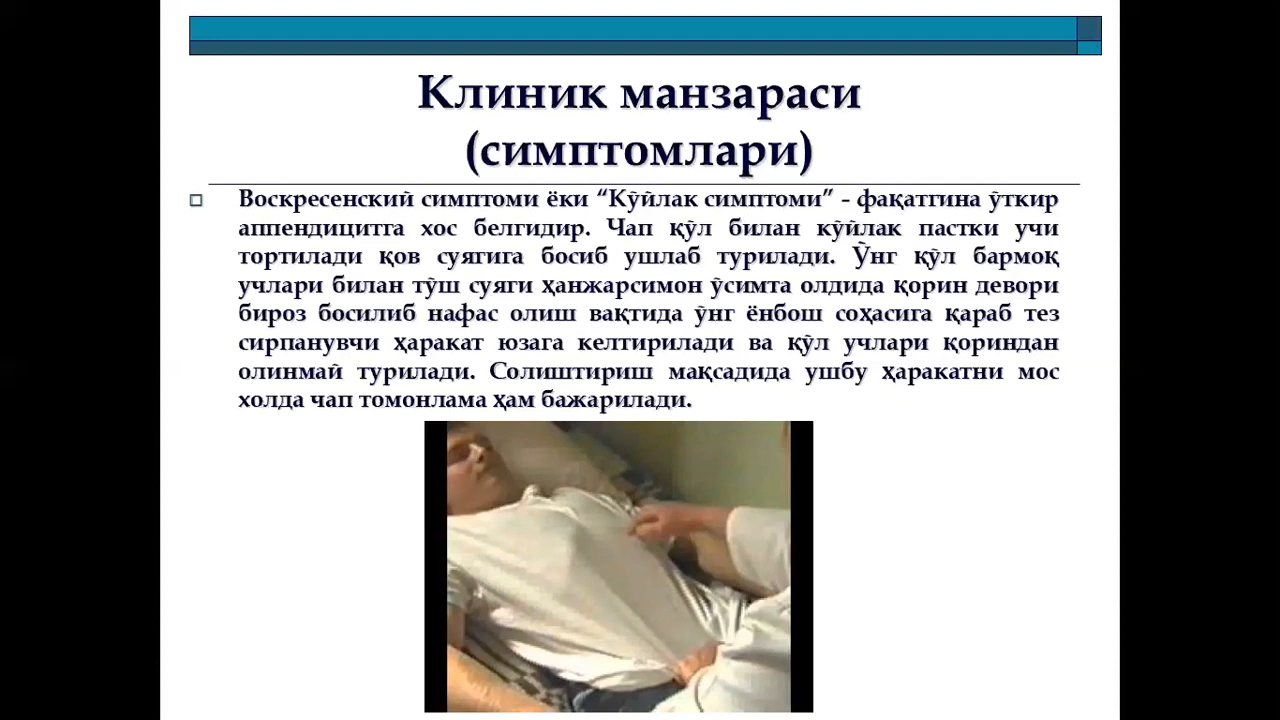 Клиник манзараси
(симптомлари)
Воскресенский симптоми ёки “Кўйлак симптоми” - фақатгина ўткир
аппендицитга хос белгидир. Чап қўл билан кўйлак пастки учи
тортилади қов суягига босиб ушлаб турилади. Ўнг қўл бармоқ
учлари билан тўш суяги ҳанжарсимон ўсимта олдида қорин девори
бироз босилиб нафас олиш вақтида ўнг ёнбош соҳасига қараб тез
сирпанувчи ҳаракат юзага келтирилади ва қўл учлари қориндан
олинмай турилади. Солиштириш мақсадида ушбу ҳаракатни мос
холда чап томонлама ҳам бажарилади.